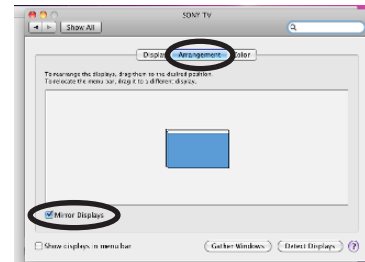 SONY TV
Show All
Display Arrangement Color
To rearrange the displays, drag them to the desired position.
To relocate the menu bar, drag it to a different display.
Mirror Displays
Show displays in menu bar Gather Windows Detect Displays ?